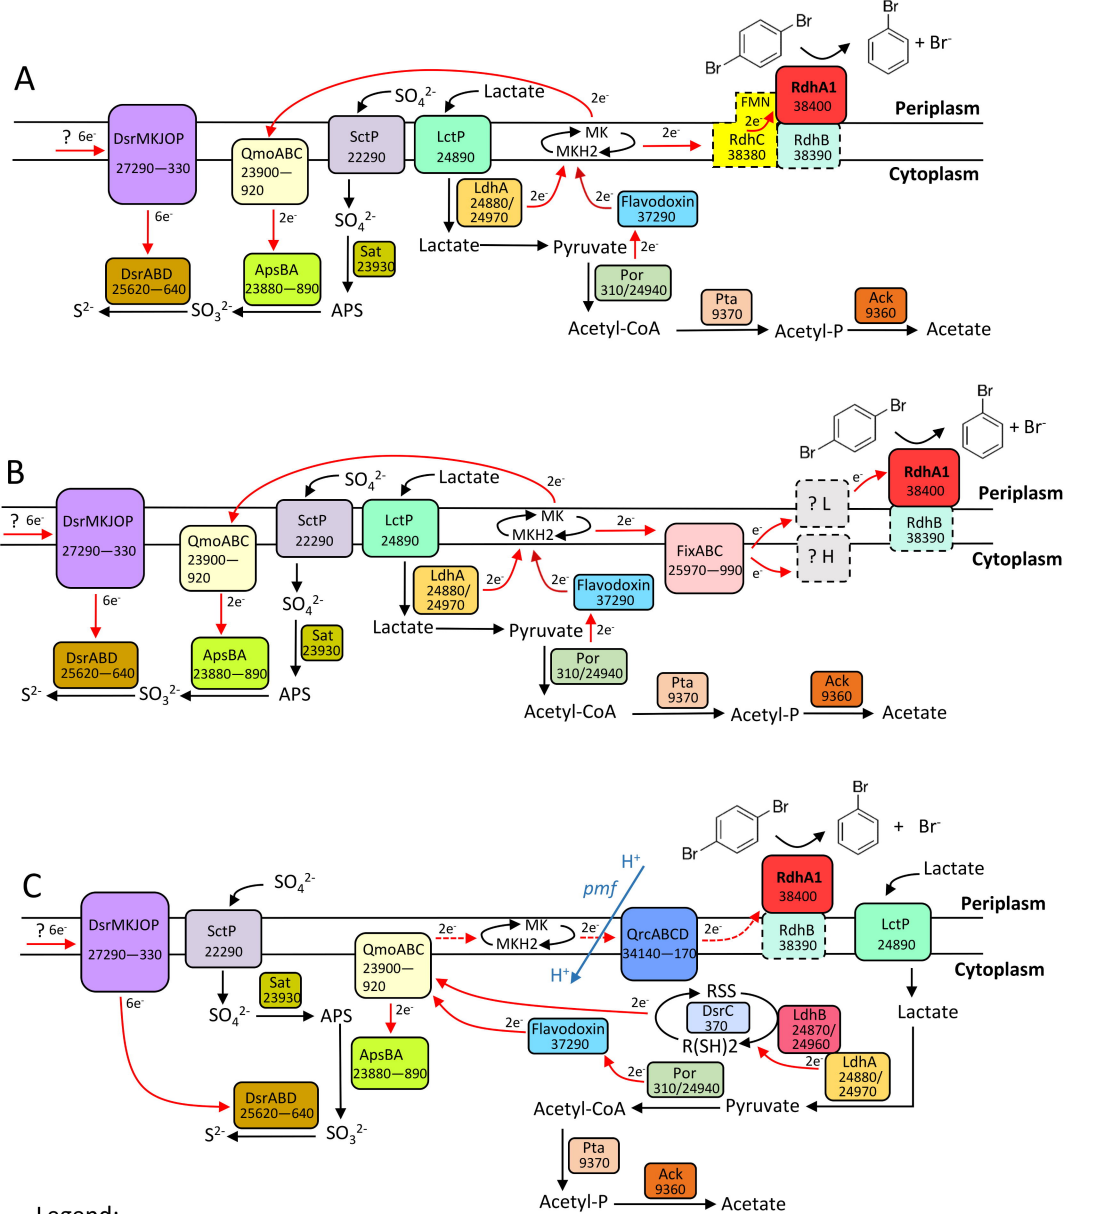 A
Br
Br
Br
+ Br-
SO42-
Lactate
2e-
FMN
2e-
RdhA1
38400
Periplasm
? 6e-
DsrMKJOP
27290—330
QmoABC
23900—
920
SctP
22290
LctP
24890
MK
MKH2
2e-
RdhC
38380
RdhB
38390
Cytoplasm
6e-
2e-
SO42-
LdhA
24880/
24970
2e-
2e-
Flavodoxin
37290
Lactate
Pyruvate
2e-
DsrABD
25620—640
ApsBA
23880—890
Sat
23930
Por
310/24940
S2-
SO32-
APS
Acetyl-CoA
Pta
9370
Acetyl-P
Ack
9360
Acetate
B
Br
Br
Br
+ Br-
SO42-
Lactate
2e-
e-
RdhA1
38400
Periplasm
? 6e-
DsrMKJOP
27290—330
QmoABC
23900—
920
SctP
22290
LctP
24890
MK
MKH2
2e-
FixABC
25970—990
e-
e-
? L
? H
RdhB
38390
Cytoplasm
6e-
2e-
SO42-
LdhA
24880/
24970
2e-
2e-
Flavodoxin
37290
Lactate
Pyruvate
2e-
DsrABD
25620—640
ApsBA
23880—890
Sat
23930
Por
310/24940
S2-
SO32-
APS
Acetyl-CoA
Pta
9370
Acetyl-P
Ack
9360
Acetate
C
Br
Br
Br
+ Br-
SO42-
H+
pmf
RdhA1
38400
Lactate
Periplasm
? 6e-
DsrMKJOP
27290—330
SctP
22290
QmoABC
23900—
920
2e-
MK
MKH2
2e-
QrcABCD
34140—170
2e-
RdhB
38390
LctP
24890
Cytoplasm
H+
6e-
SO42-
Sat
23930
APS
2e-
2e-
2e-
Flavodoxin
37290
RSS
DsrC
370
R(SH)2
LdhB
24870/
24960
2e-
LdhA
24880/
24970
Lactate
ApsBA
23880—890
2e-
Por
310/24940
DsrABD
25620—640
S2-
SO32-
Acetyl-CoA
Pyruvate
Pta
9370
Acetyl-P
Ack
9360
Acetate
Legend: